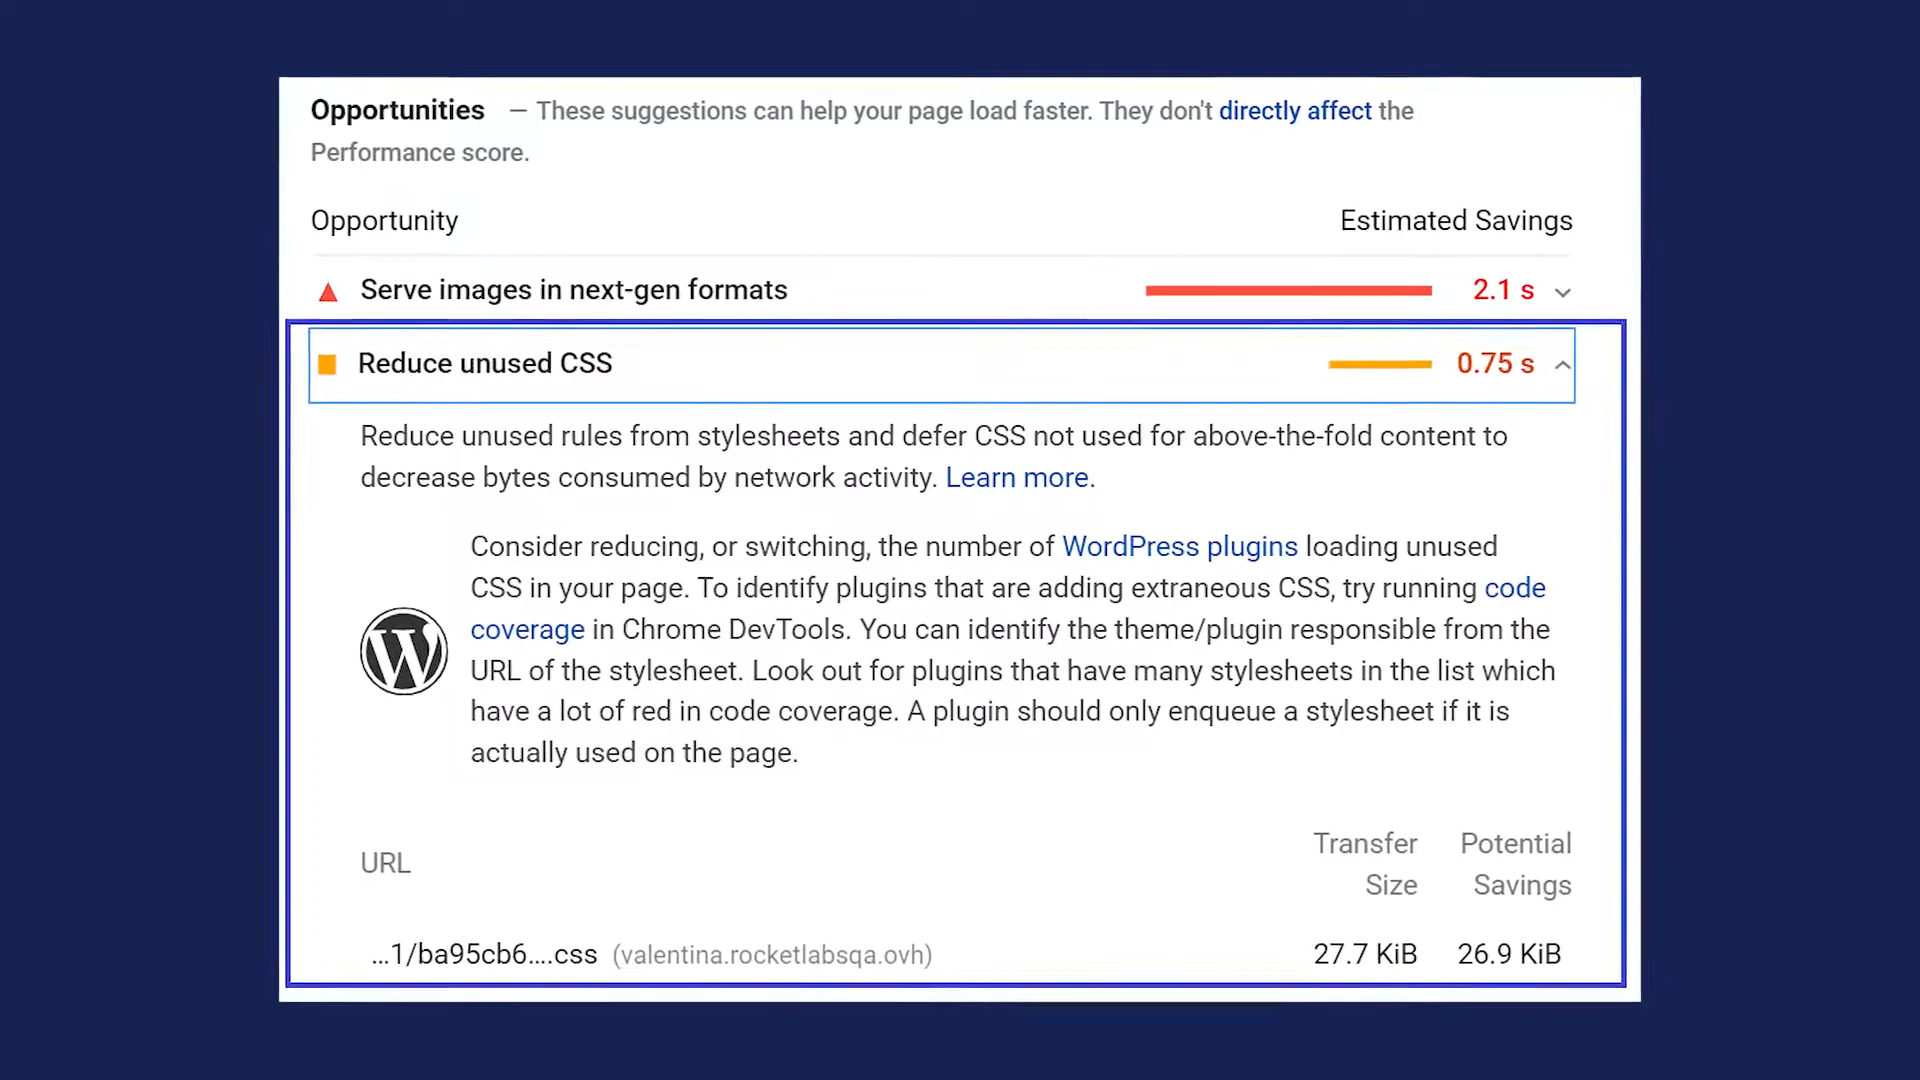 Opportunities — These suggestions can help your page load faster. They don't directly affect the
Performance score.
Opportunity Estimated Savings
Serve images in next-gen formats 2.1 s
Reduce unused CSS 0.75 s
Reduce unused rules from stylesheets and defer CSS not used for above-the-fold content to
decrease bytes consumed by network activity. Learn more.
Consider reducing, or switching, the number of WordPress plugins loading unused
CSS in your page. To identify plugins that are adding extraneous CSS, try running code
coverage in Chrome DevTools. You can identify the theme/plugin responsible from the
URL of the stylesheet. Look out for plugins that have many stylesheets in the list which
have a lot of red in code coverage. A plugin should only enqueue a stylesheet if it is
actually used on the page.
URL Transfer Size Potential Savings
…1/ba95cb6….css (valentina.rocketlabsqa.ovh) 27.7 KiB 26.9 KiB